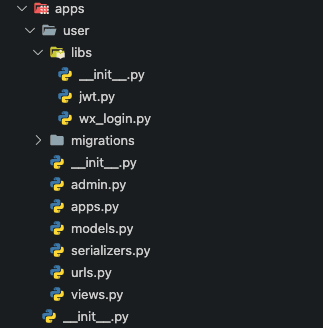 apps
user
libs
__init__.py
jwt.py
wx_login.py
migrations
__init__.py
admin.py
apps.py
models.py
serializers.py
urls.py
views.py
__init__.py